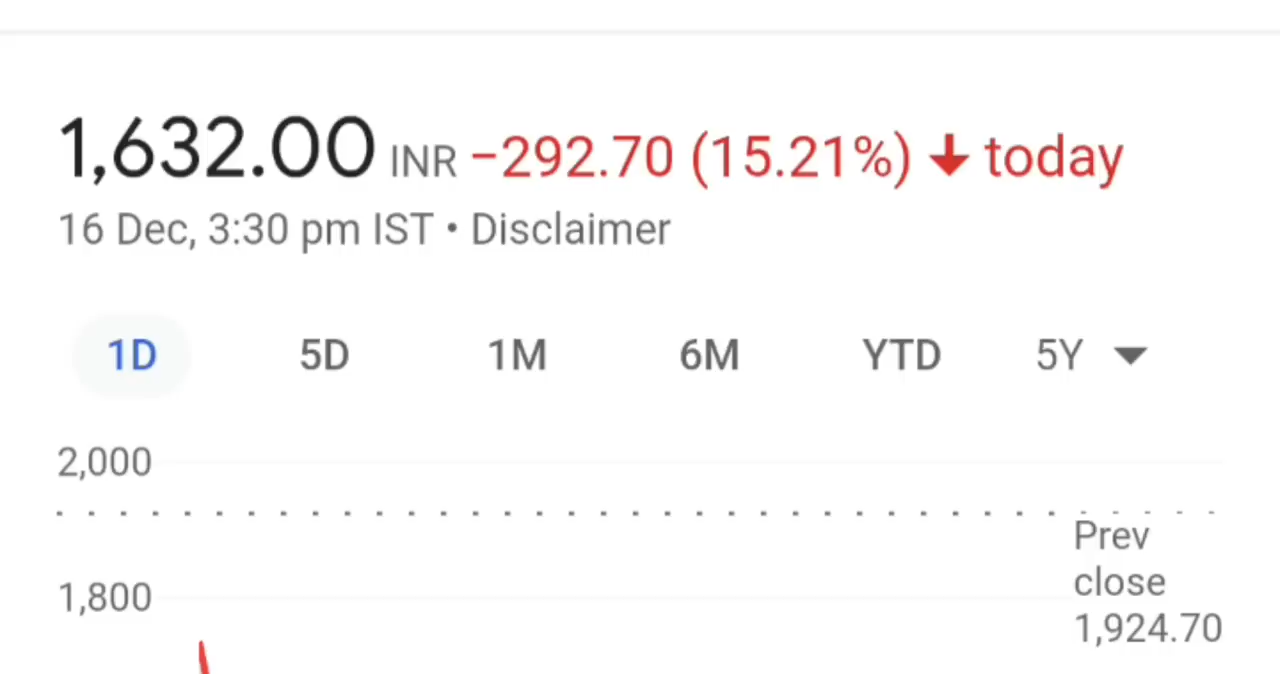 1,632.00 INR −292.70 (15.21%) ↓ today
16 Dec, 3:30 pm IST • Disclaimer
1D 5D 1M 6M YTD 5Y
2,000
Prev
close
1,800
1,924.70